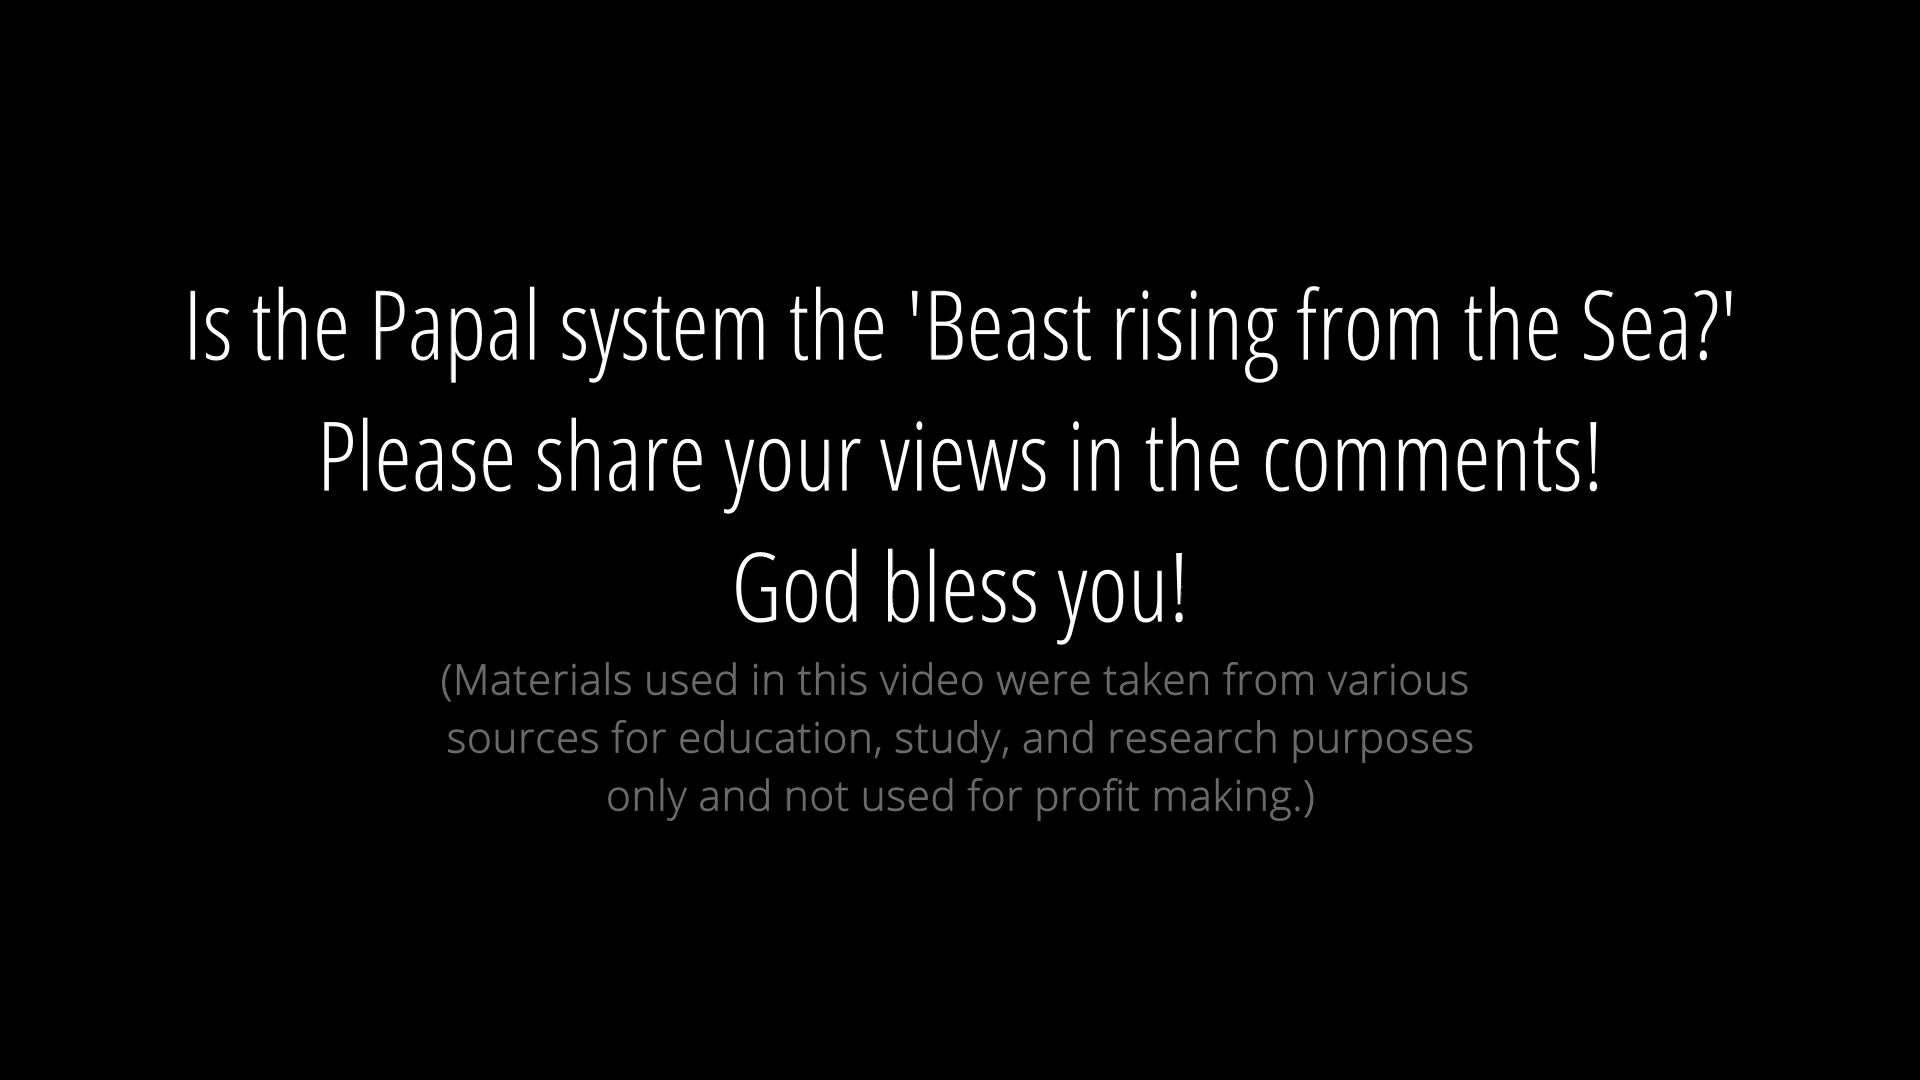 Is the Papal system the 'Beast rising from the Sea?'
Please share your views in the comments!
God bless you!
(Materials used in this video were taken from various
sources for education, study, and research purposes
only and not used for profit making.)